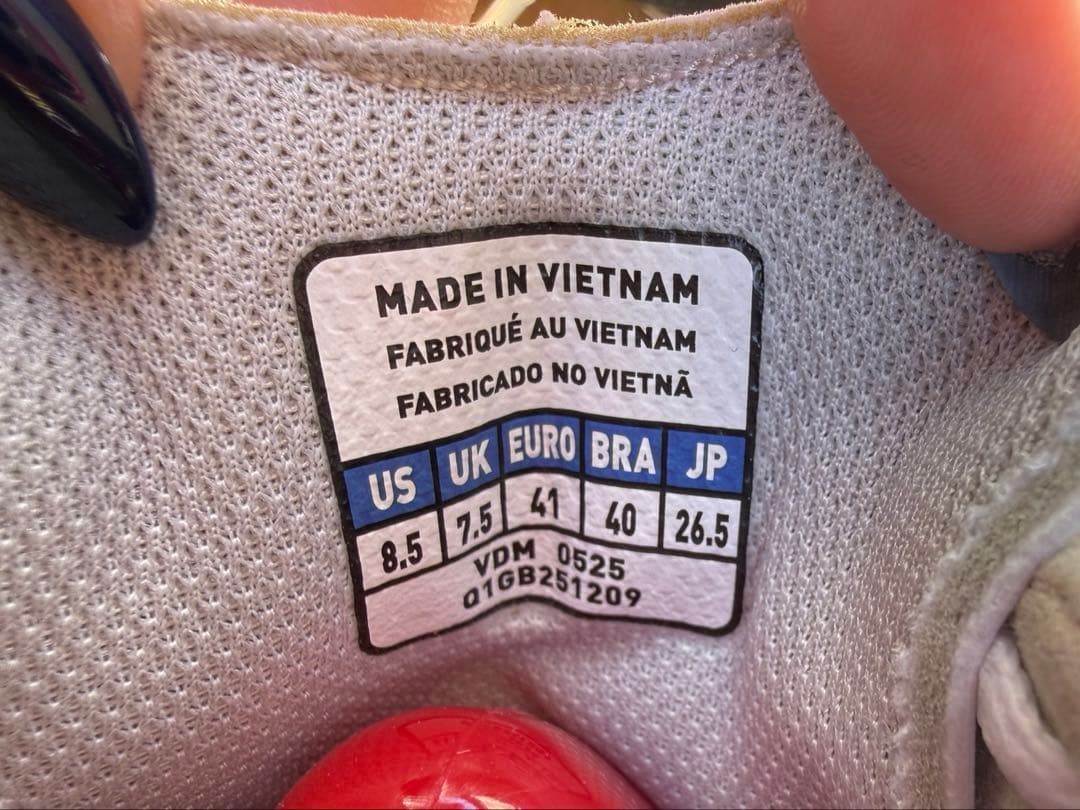 MADE IN VIETNAM
FABRIQUÉ AU VIETNAM
FABRICADO NO VIETNÃ
US UK EURO BRA JP
8.5 7.5 41 40 26.5
VDM 0525
Q1GB251209